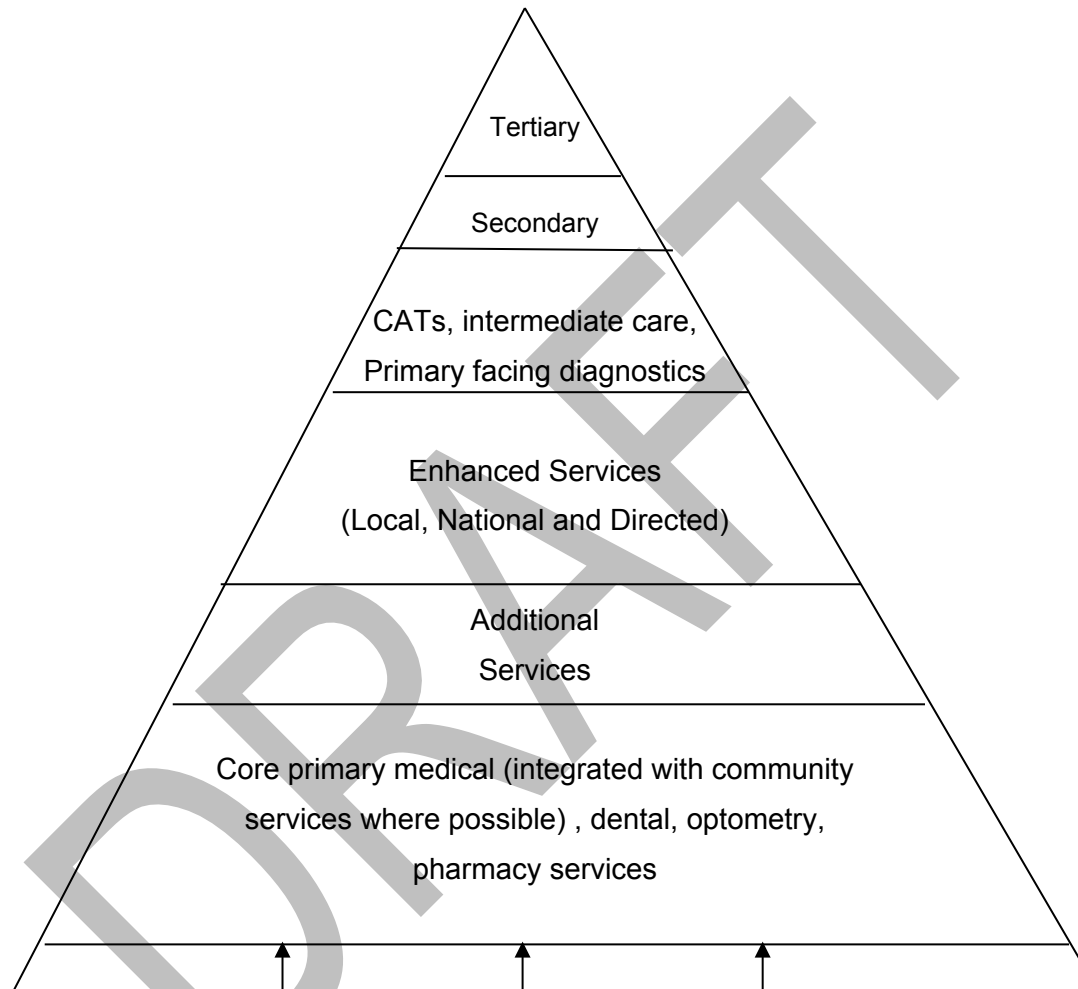 Tertiary
Secondary
CATs, intermediate care,
Primary facing diagnostics
Enhanced Services
(Local, National and Directed)
Additional
Services
Core primary medical (integrated with community
services where possible) , dental, optometry,
pharmacy services
DRAFT